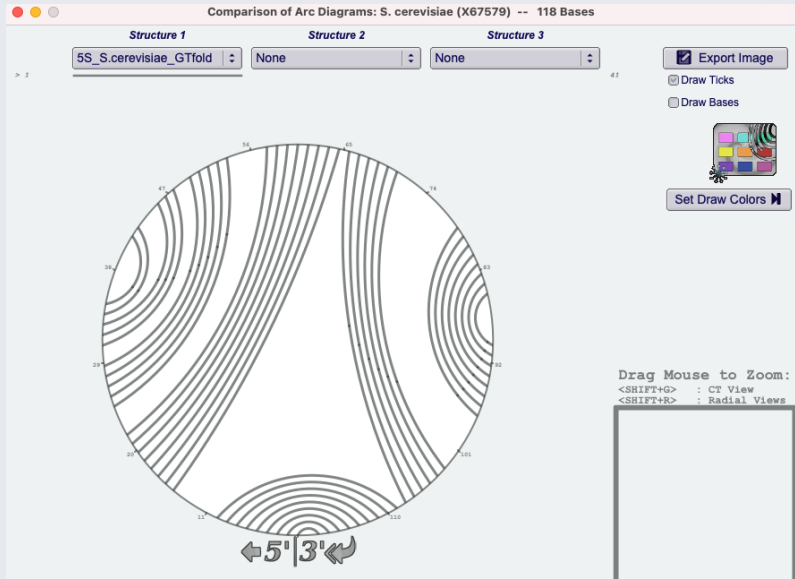 Comparison of Arc Diagrams: S. cerevisiae (X67579) -- 118 Bases
Structure 1
Structure 2
Structure 3
5S_S.cerevisiae_GTfold
None
None
Export Image
> 1
41
Draw Ticks
Draw Bases
Set Draw Colors
56
65
47
74
38
83
29
92
20
101
11
110
5'|3'
Drag Mouse to Zoom:
<SHIFT+G> : CT View
<SHIFT+R> : Radial Views